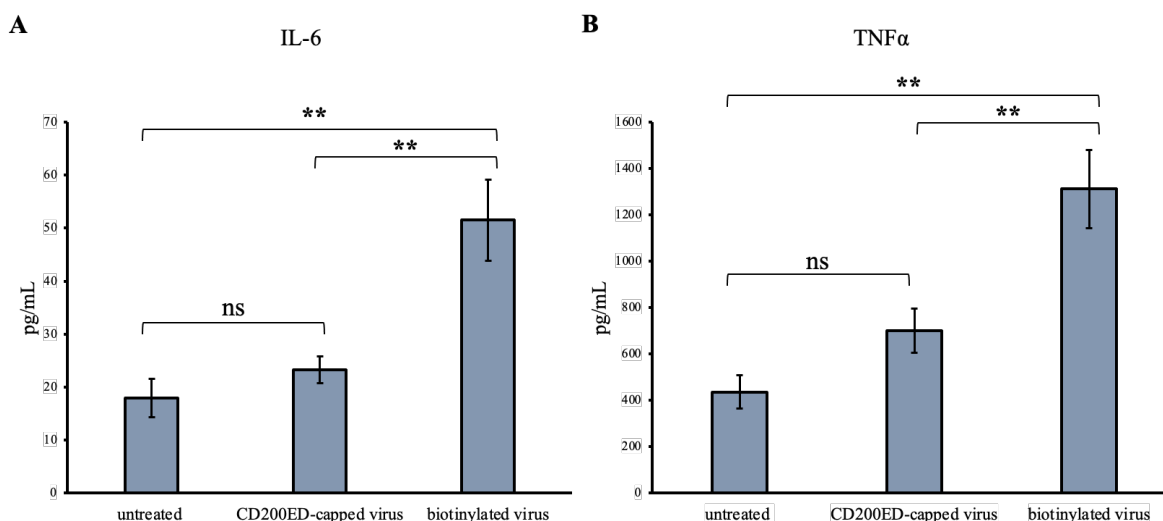 A
IL-6
**
**
ns
pg/mL
70
60
50
40
30
20
10
0
untreated
CD200ED-capped virus
biotinylated virus
B
TNFα
**
**
ns
pg/mL
1600
1400
1200
1000
800
600
400
200
0
untreated
CD200ED-capped virus
biotinylated virus